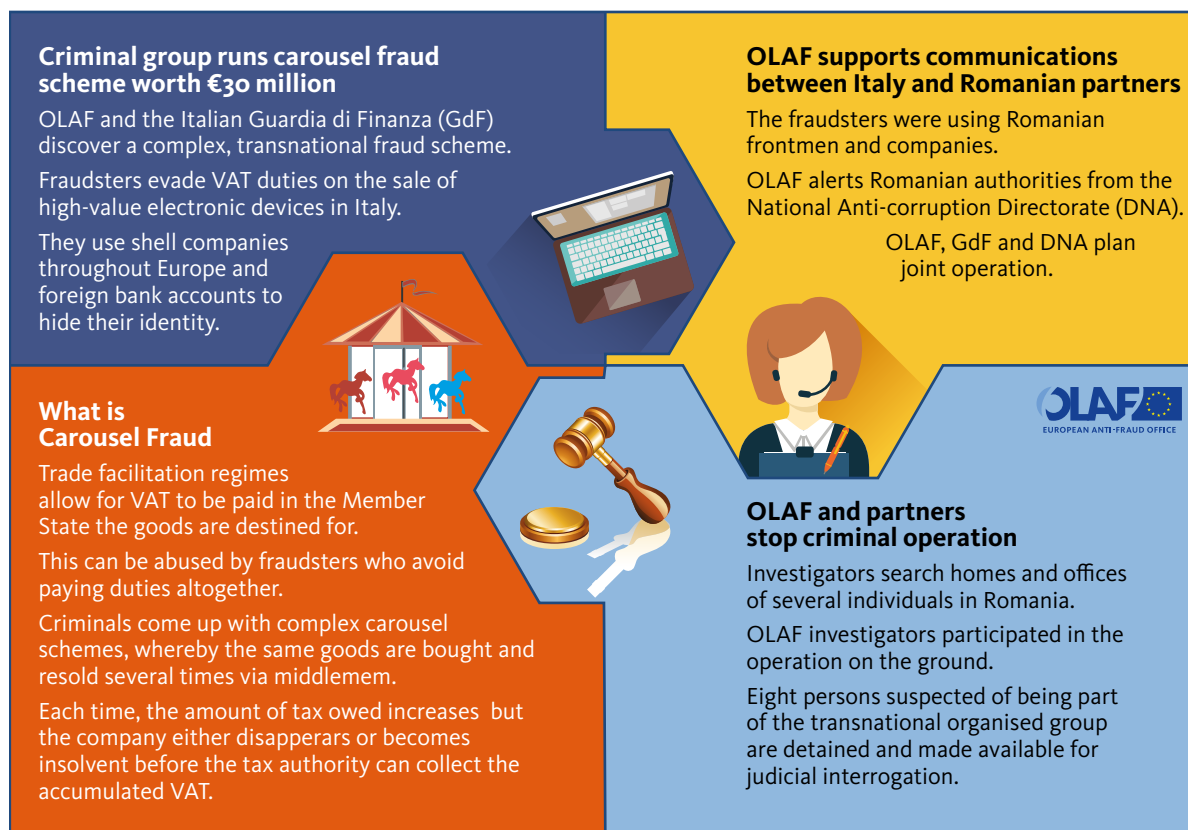 Criminal group runs carousel fraud
scheme worth €30 million
OLAF and the Italian Guardia di Finanza (GdF)
discover a complex, transnational fraud scheme.
Fraudsters evade VAT duties on the sale of
high-value electronic devices in Italy.
They use shell companies
throughout Europe and
foreign bank accounts to
hide their identity.
OLAF supports communications
between Italy and Romanian partners
The fraudsters were using Romanian
frontmen and companies.
OLAF alerts Romanian authorities from the
National Anti-corruption Directorate (DNA).
OLAF, GdF and DNA plan
joint operation.
What is
Carousel Fraud
Trade facilitation regimes
allow for VAT to be paid in the Member
State the goods are destined for.
This can be abused by fraudsters who avoid
paying duties altogether.
Criminals come up with complex carousel
schemes, whereby the same goods are bought and
resold several times via middlemem.
Each time, the amount of tax owed increases  but
the company either disapperars or becomes
insolvent before the tax authority can collect the
accumulated VAT.
OLAF
EUROPEAN ANTI-FRAUD OFFICE
OLAF and partners
stop criminal operation
Investigators search homes and offices
of several individuals in Romania.
OLAF investigators participated in the
operation on the ground.
Eight persons suspected of being part
of the transnational organised group
are detained and made available for
judicial interrogation.